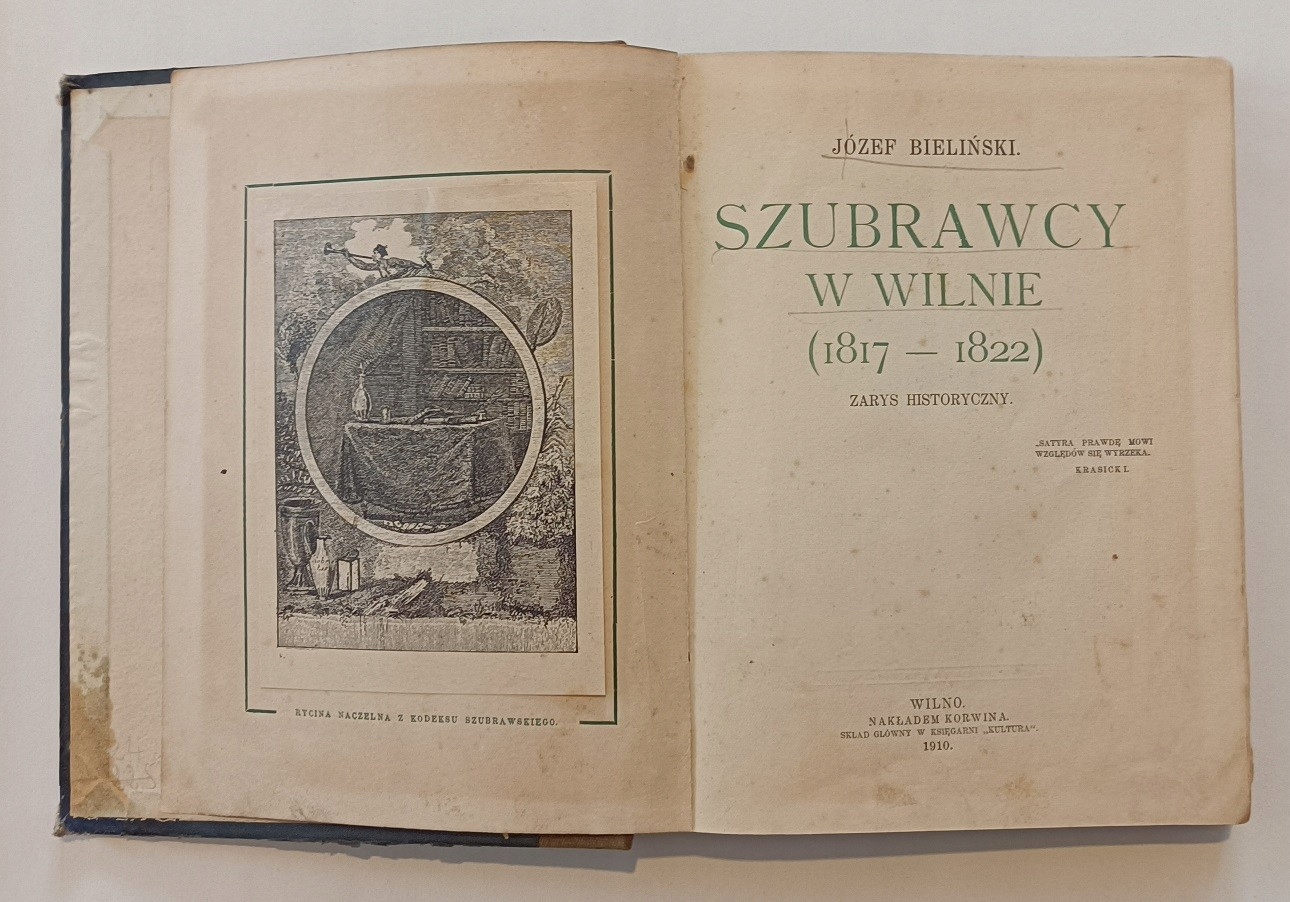 RYCINA NACZELNA Z KODEKSU SZUBRAWSKIEGO.
JÓZEF BIELIŃSKI.
SZUBRAWCY
W WILNIE
(1817 — 1822)
ZARYS HISTORYCZNY.
„SATYRA PRAWDĘ MOWI
WZGLĘDÓW SIĘ WYRZEKA.
KRASICKI.
WILNO.
NAKŁADEM KORWINA.
SKŁAD GŁÓWNY W KSIĘGARNI „KULTURA“.
1910.